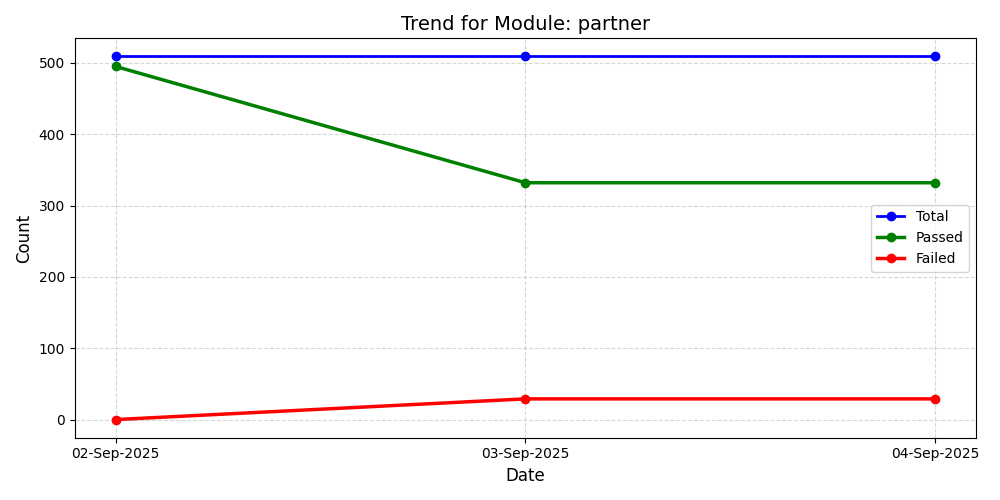 Trend for Module: partner
500
400
300
200
100
0
Count
Total
Passed
Failed
02-Sep-2025
03-Sep-2025
04-Sep-2025
Date